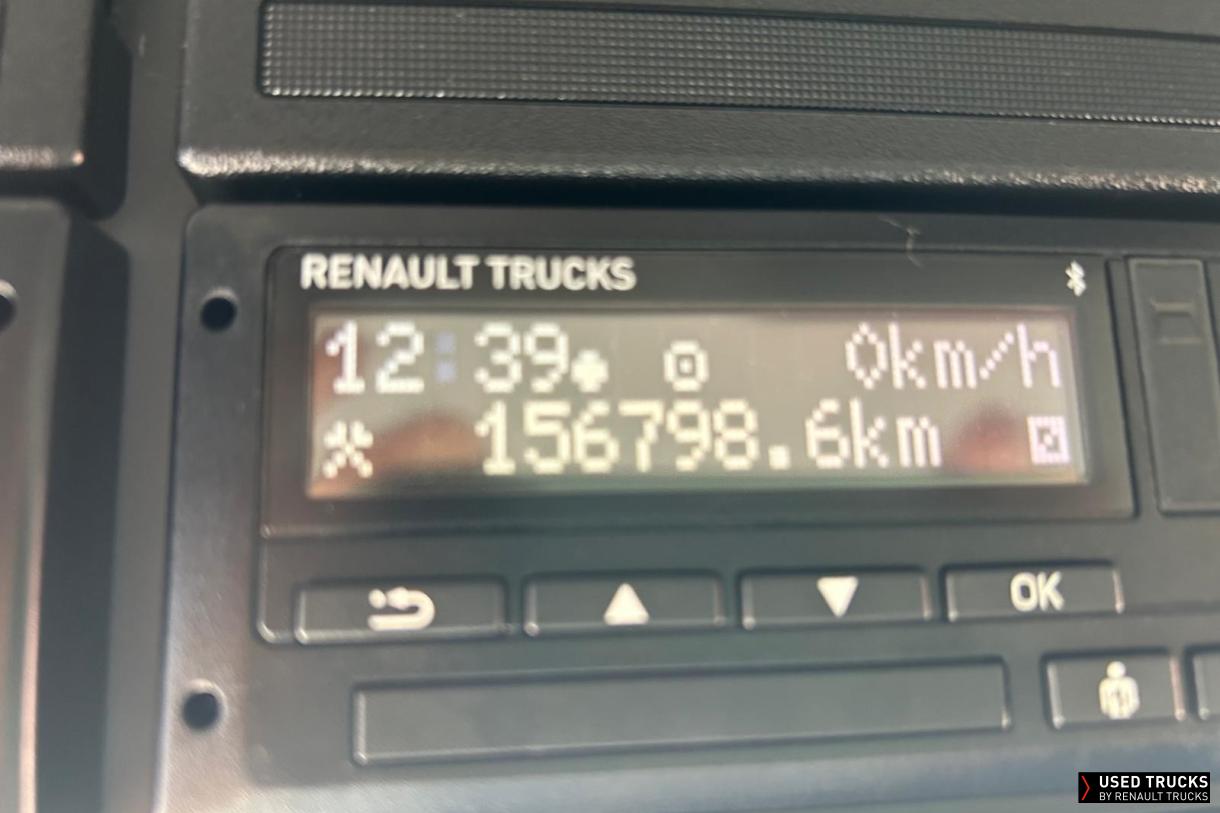 RENAULT TRUCKS
12:39 0km/h
156798.6km
OK
USED TRUCKS
BY RENAULT TRUCKS